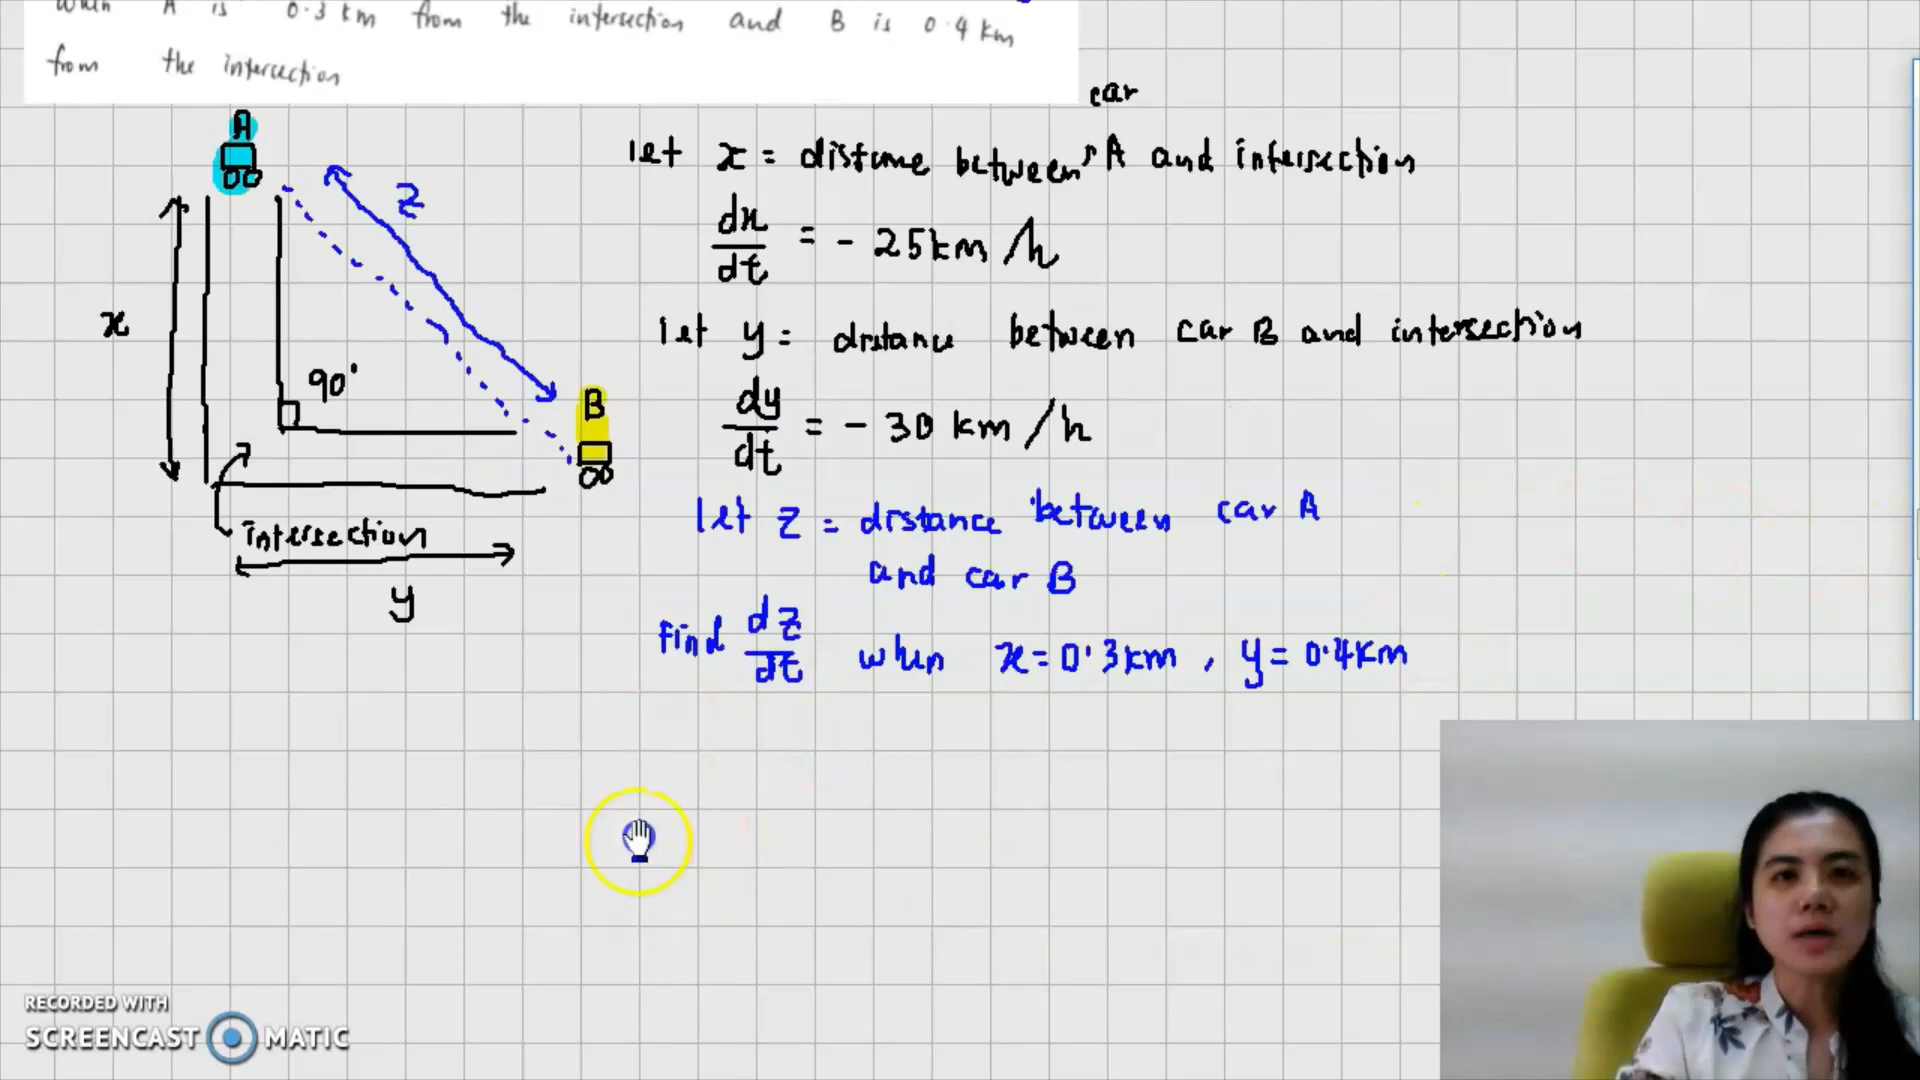 when A is 0.3 km from the intersection and B is 0.4 km
from the intersection
A
z
x
90°
B
intersection
y
car
let x = distance between A and intersection
dx/dt = - 25 km/h
let y = distance between car B and intersection
dy/dt = - 30 km/h
let z = distance between car A
and car B
Find dz/dt when x = 0.3 km, y = 0.4 km
RECORDED WITH
SCREENCAST MATIC